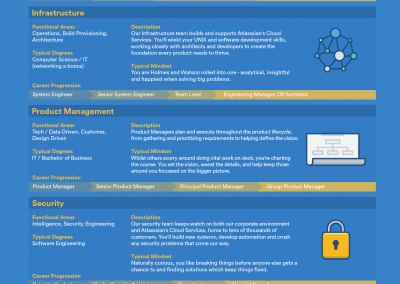 Infrastructure
Functional Areas
Operations, Build Provisioning,
Architecture
Typical Degrees
Computer Science / IT
(networking a bonus)
Description
Our Infrastructure team builds and supports Atlassian's Cloud
Services. You'll wield your UNIX and software development skills,
working closely with architects and developers to create the
foundation every product needs to thrive.
Typical Mindset
You are Holmes and Watson rolled into one - analytical, insightful
and happiest when solving big problems.
Career Progression
System Engineer
Senior System Engineer
Team Lead
Engineering Manager OR Architect
Product Management
Functional Areas
Tech / Data Driven, Customer,
Design Driven
Typical Degrees
IT / Bachelor of Business
Description
Product Managers plan and execute throughout the product lifecycle,
from gathering and prioritising requirements to helping define the vision.
Typical Mindset
Whilst others scurry around doing vital work on deck, you're charting
the course. You set the vision, sweat the details, and help keep those
around you focussed on the bigger picture.
Career Progression
Product Manager
Senior Product Manager
Principal Product Manager
Group Product Manager
Security
Functional Areas
Intelligence, Security Engineering
Typical Degrees
Software Engineering
Description
Our security team keeps watch on both our corporate environment
and Atlassian's Cloud Services, home to tens of thousands of
customers. You'll build new systems, develop automation and crush
any security problems that come our way.
Typical Mindset
Naturally curious, you like breaking things before anyone else gets a
chance to and finding solutions which keep things fixed.
Career Progression